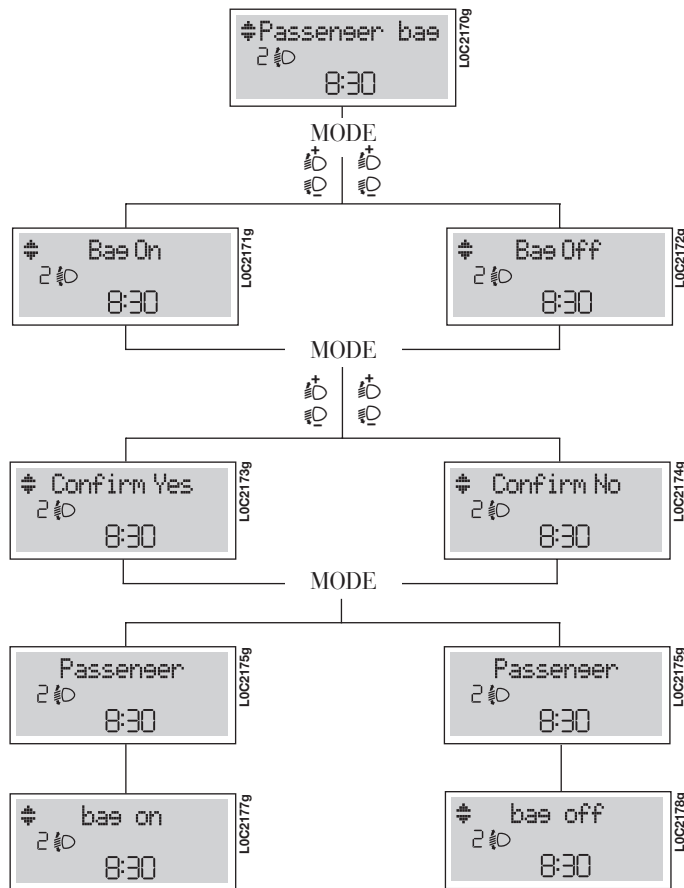 Passenger bag
2
8:30
L0C2170g
MODE
+ +
- -
Bag On
2
8:30
L0C2171g
Bag Off
2
8:30
L0C2172g
MODE
+ +
- -
Confirm Yes
2
8:30
L0C2173g
Confirm No
2
8:30
L0C2174g
MODE
Passenger
2
8:30
L0C2175g
Passenger
2
8:30
L0C2175g
bag on
2
8:30
L0C2177g
bag off
2
8:30
L0C2178g